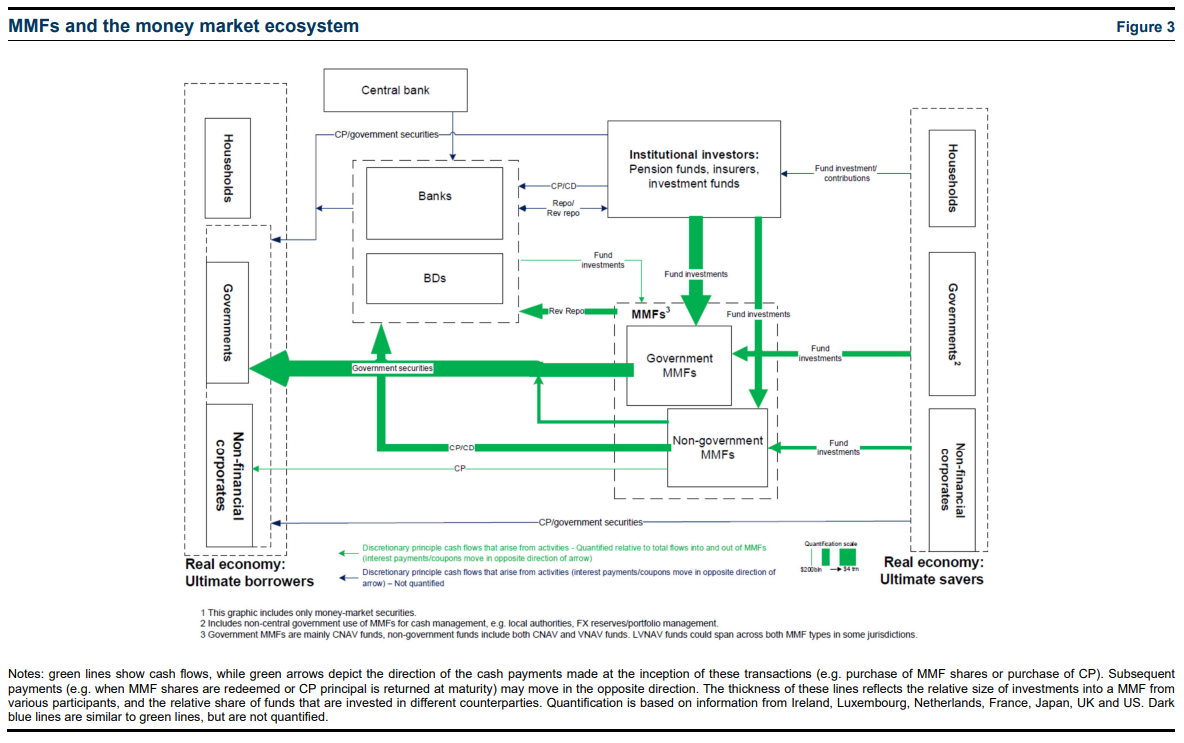 MMFs and the money market ecosystem
Figure 3
Central bank
CP/government securities
Households
Institutional investors:
Pension funds, insurers,
investment funds
Fund investment/
contributions
Households
Banks
CP/CD
Repo/
Rev repo
BDs
Fund
investments
Fund investments
Governments
Rev Repo
MMFs3
Fund investments
Governments2
Government
MMFs
Fund
investments
Government securities
Non-financial
corporates
Non-government
MMFs
Fund
investments
Non-financial
corporates
CP/CD
CP
CP/government securities
Discretionary principle cash flows that arise from activities - Quantified relative to total flows into and out of MMFs
(interest payments/coupons move in opposite direction of arrow)
Discretionary principle cash flows that arise from activities (interest payments/coupons move in opposite direction of
arrow) – Not quantified
Quantification scale
$200bln
$4 trn
Real economy:
Ultimate borrowers
Real economy:
Ultimate savers
1 This graphic includes only money-market securities.
2 Includes non-central government use of MMFs for cash management, e.g. local authorities, FX reserves/portfolio management.
3 Government MMFs are mainly CNAV funds, non-government funds include both CNAV and VNAV funds. LVNAV funds could span across both MMF types in some jurisdictions.
Notes: green lines show cash flows, while green arrows depict the direction of the cash payments made at the inception of these transactions (e.g. purchase of MMF shares or purchase of CP). Subsequent
payments (e.g. when MMF shares are redeemed or CP principal is returned at maturity) may move in the opposite direction. The thickness of these lines reflects the relative size of investments into a MMF from
various participants, and the relative share of funds that are invested in different counterparties. Quantification is based on information from Ireland, Luxembourg, Netherlands, France, Japan, UK and US. Dark
blue lines are similar to green lines, but are not quantified.